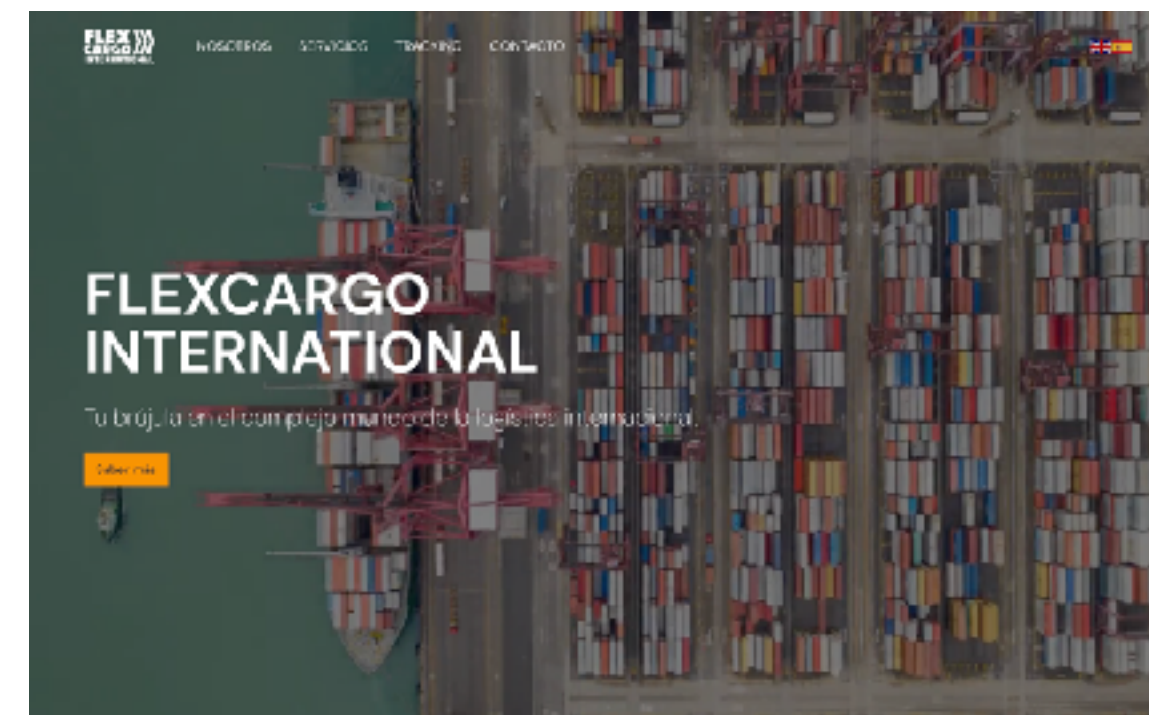 FLEX
CARGO
INTERNATIONAL
NOSOTROS SERVICIOS TRACKING CONTACTO
FLEXCARGO
INTERNATIONAL
Tu brújula en el complejo mundo de la logística internacional.
Saber más